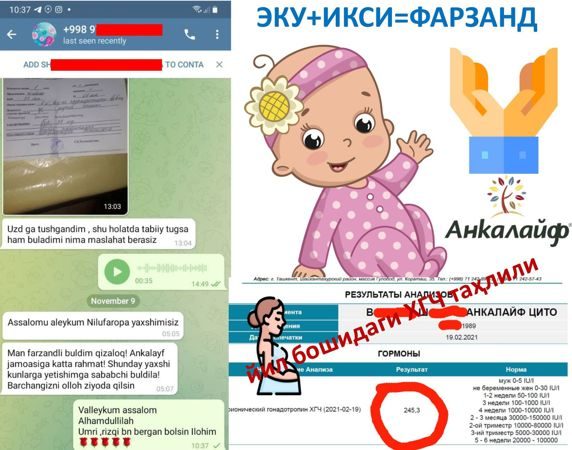 10:37
+998 9
last seen recently
ADD SH
TO CONTA
13:03
Uzd ga tushgandim , shu holatda tabiiy tugsa
ham buladimi nima maslahat berasiz
13:04
00:35
14:49
November 9
Assalomu aleykum Nilufaropa yaxshimisiz
05:05
Man farzandli buldim qizaloq! Ankalayf
jamoasiga katta rahmat! Shunday yaxshi
kunlarga yetishimga sababchi buldila!
Barchangizni olloh ziyoda qilsin
05:07
Valleykum assalom
Alhamdullilah
Umri ,rizqi bn bergan bolsin Ilohim
10:37
ЭКУ+ИКСИ=ФАРЗАНД
Анкалайф®
йил бошидаги ХГЧ таҳлили
РЕЗУЛЬТАТЫ АНАЛИЗОВ
АНКАЛАЙФ ЦИТО
1989
19.02.2021
ГОРМОНЫ
Анализа
Результат
Норма
гонадотропин ХГЧ (2021-02-19)
245,3
муж 0-5 IU/l
не беременные жен 0-30 IU/l
1-2 недели 50-100 IU/l
3 недели 100-100 IU/l
4 недели 1000-10000 IU/l
2 - 3 месяца 30000-150000 IU/l
2-ой триместр 10000-80000 IU/l
3-ий триместр 5000-30000 IU/l
5 - 6 недели 20000 - 100000